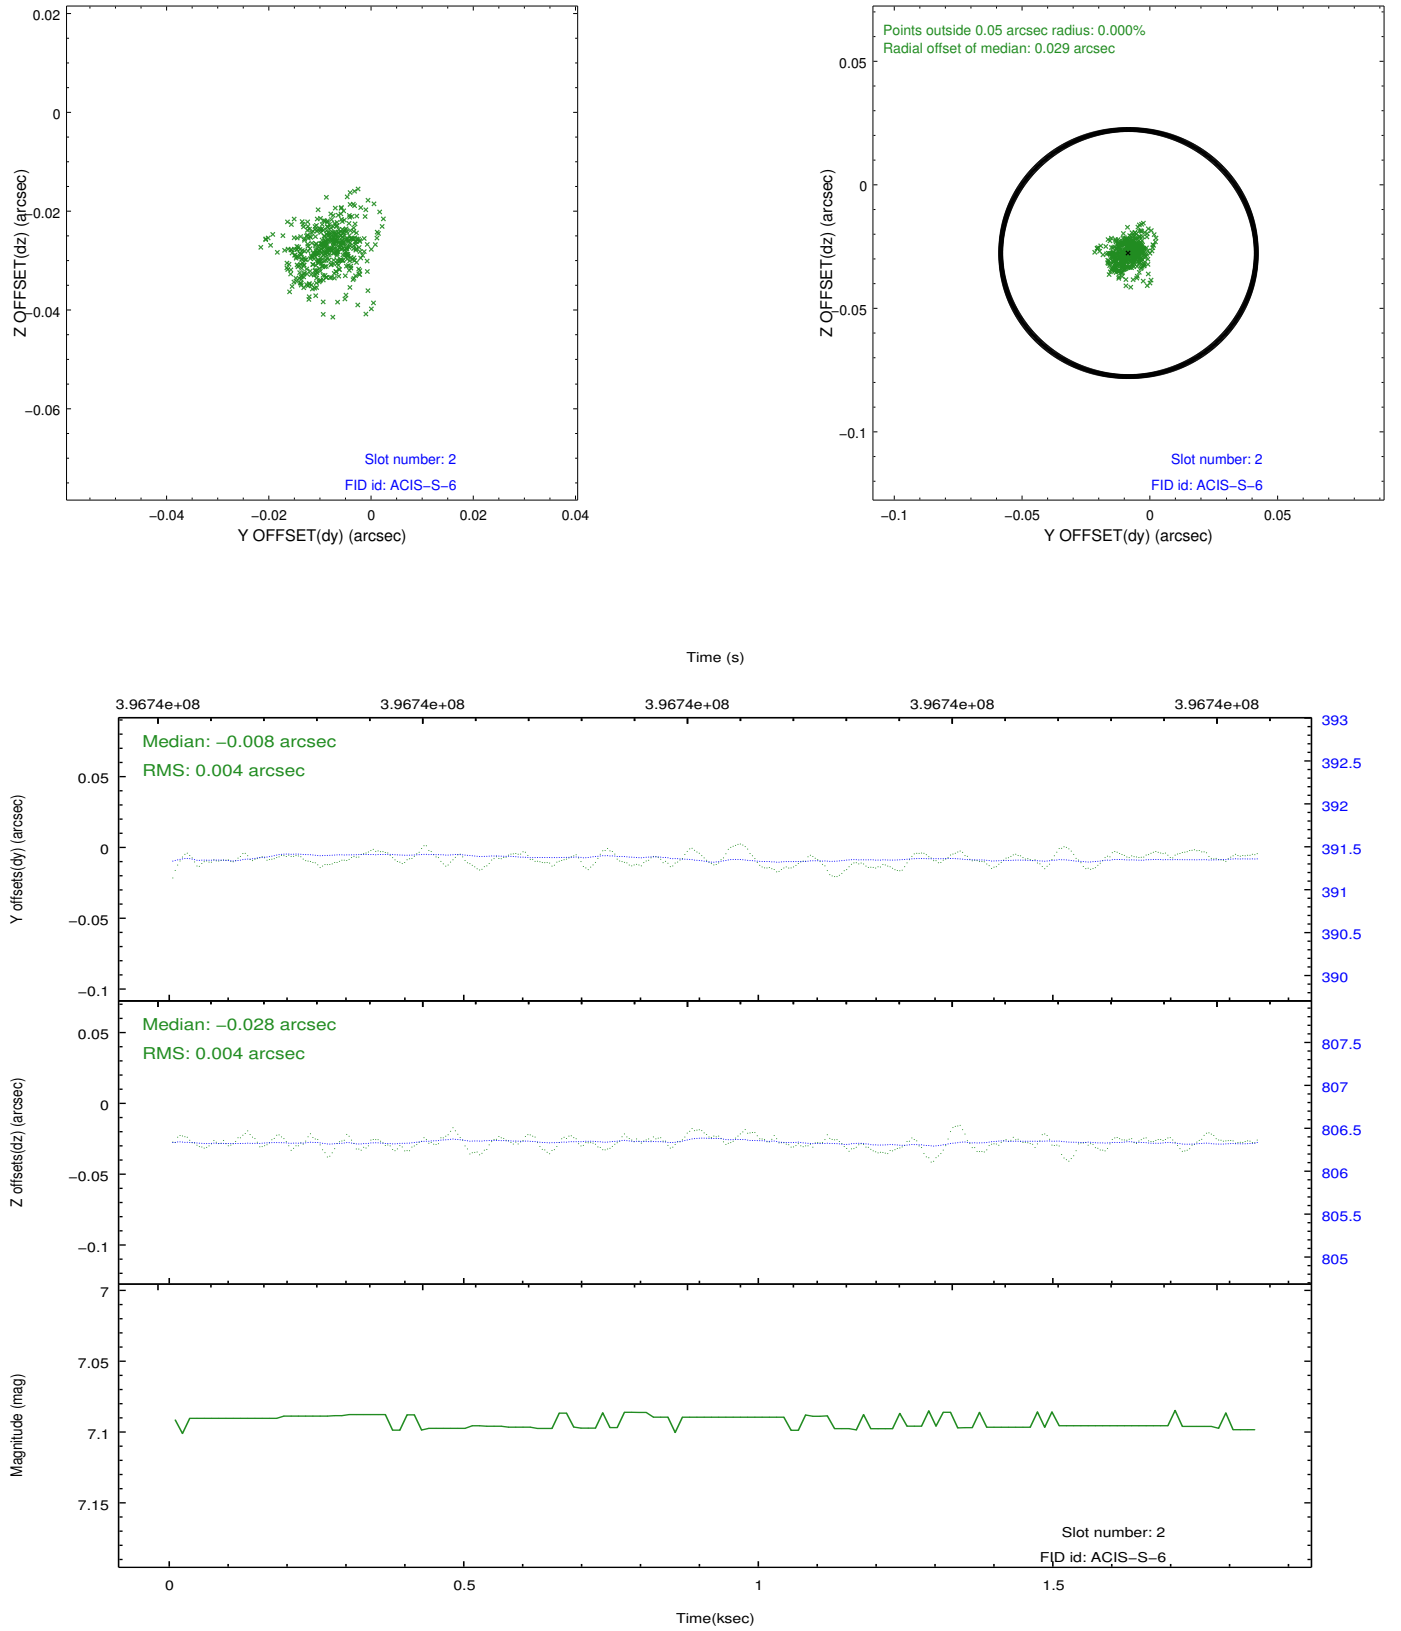 0.02
0
−0.02
−0.04
−0.06
Z OFFSET(dz) (arcsec)
Slot number: 2
FID id: ACIS−S−6
−0.04
−0.02
0
0.02
0.04
Y OFFSET(dy) (arcsec)
Points outside 0.05 arcsec radius: 0.000%
Radial offset of median: 0.029 arcsec
0.05
0
−0.05
−0.1
Z OFFSET(dz) (arcsec)
Slot number: 2
FID id: ACIS−S−6
−0.1
−0.05
0
0.05
Y OFFSET(dy) (arcsec)
Time (s)
3.9674e+08
3.9674e+08
3.9674e+08
3.9674e+08
3.9674e+08
Median: −0.008 arcsec
RMS: 0.004 arcsec
0.05
0
−0.05
−0.1
Y offsets(dy) (arcsec)
393
392.5
392
391.5
391
390.5
390
Median: −0.028 arcsec
RMS: 0.004 arcsec
0.05
0
−0.05
−0.1
Z offsets(dz) (arcsec)
807.5
807
806.5
806
805.5
805
7
7.05
7.1
7.15
Magnitude (mag)
Slot number: 2
FID id: ACIS−S−6
0
0.5
1
1.5
Time(ksec)